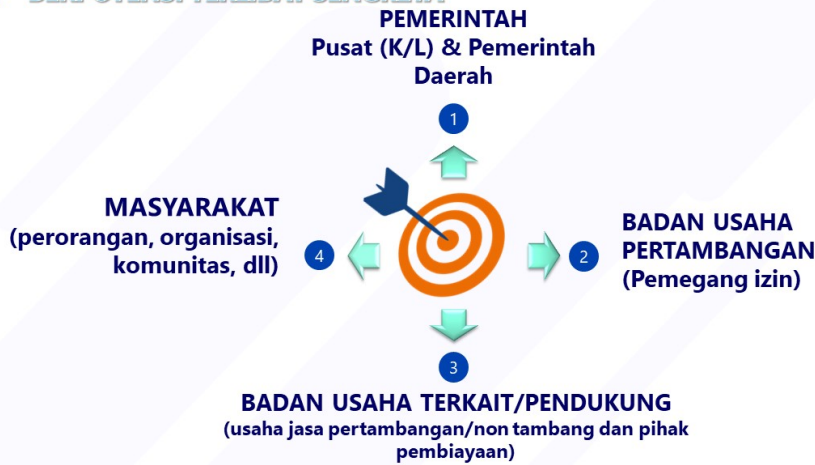 PEMERINTAH
Pusat (K/L) & Pemerintah
Daerah
1
MASYARAKAT
(perorangan, organisasi,
komunitas, dll)
4
2
BADAN USAHA
PERTAMBANGAN
(Pemegang izin)
3
BADAN USAHA TERKAIT/PENDUKUNG
(usaha jasa pertambangan/non tambang dan pihak
pembiayaan)